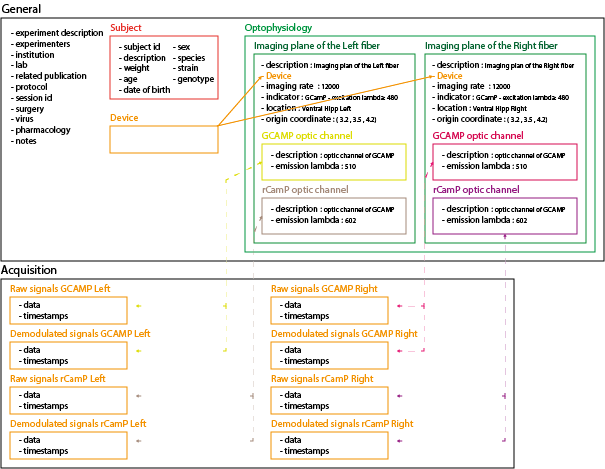 General
- experiment description
- experimenters
- institution
- lab
- related publication
- protocol
- session id
- surgery
- virus
- pharmacology
- notes
Subject
- subject id
- description
- weight
- age
- date of birth
- sex
- species
- strain
- genotype
Device
Optophysiology
Imaging plane of the Left fiber
- description : Imaging plan of the Left fiber
- Device
- imaging rate : 12000
- indicator : GCamP - excitation lambda: 480
- location : Ventral Hipp Left
- origin coordinate : ( 3.2 , 3.5 , 4.2)
GCAMP optic channel
- description : optic channel of GCAMP
- emission lambda : 510
rCamP optic channel
- description : optic channel of GCAMP
- emission lambda : 602
Imaging plane of the Right fiber
- description : Imaging plan of the Right fiber
- Device
- imaging rate : 12000
- indicator : GCamP - excitation lambda: 480
- location : Ventral Hipp Right
- origin coordinate : ( 3.2 , 3.5 , 4.2)
GCAMP optic channel
- description : optic channel of GCAMP
- emission lambda : 510
rCamP optic channel
- description : optic channel of GCAMP
- emission lambda : 602
Acquisition
Raw signals GCAMP Left
- data
- timestamps
Demodulated signals GCAMP Left
- data
- timestamps
Raw signals rCamP Left
- data
- timestamps
Demodulated signals rCamP Left
- data
- timestamps
Raw signals GCAMP Right
- data
- timestamps
Demodulated signals GCAMP Right
- data
- timestamps
Raw signals rCamP Right
- data
- timestamps
Demodulated signals rCamP Right
- data
- timestamps